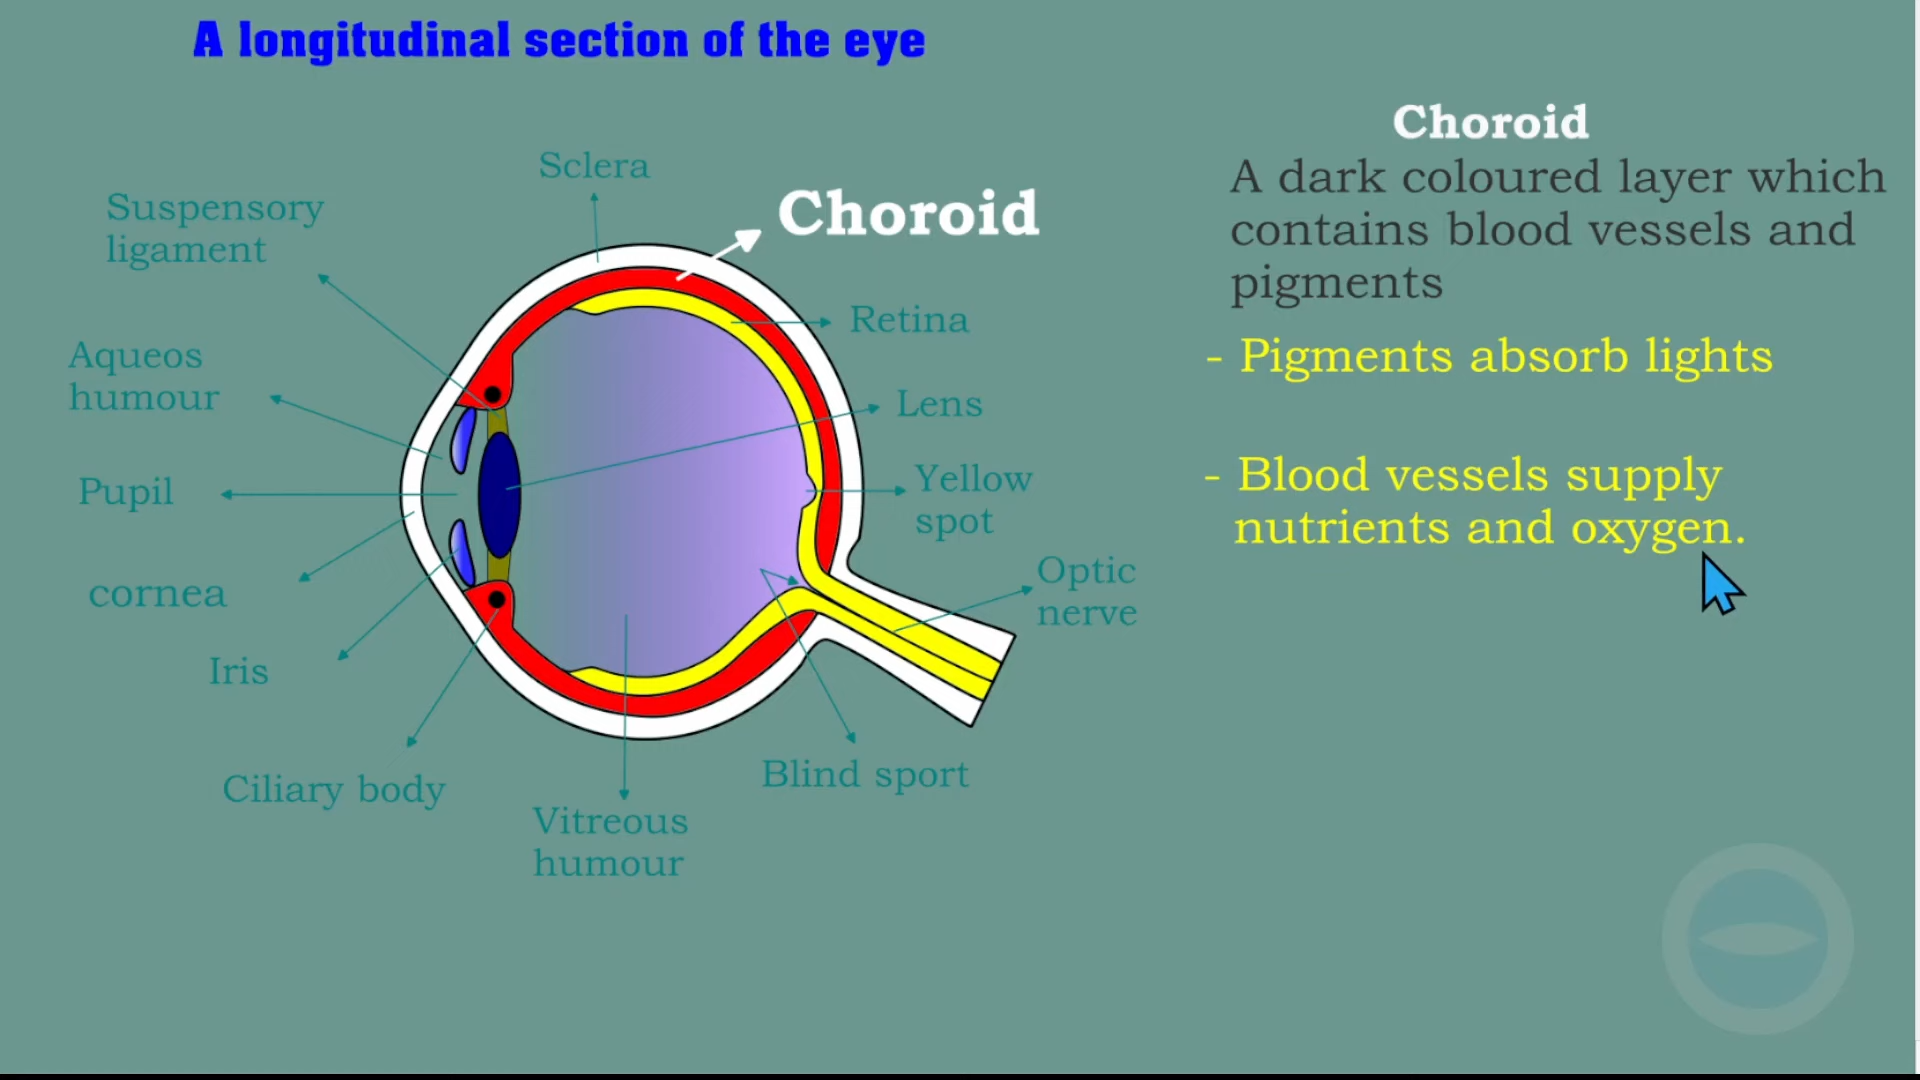 A longitudinal section of the eye
Sclera
Choroid
Suspensory
ligament
Retina
Aqueos
humour
Lens
Pupil
Yellow
spot
cornea
Optic
nerve
Iris
Ciliary body
Blind sport
Vitreous
humour
Choroid
A dark coloured layer which
contains blood vessels and
pigments
- Pigments absorb lights
- Blood vessels supply
nutrients and oxygen.